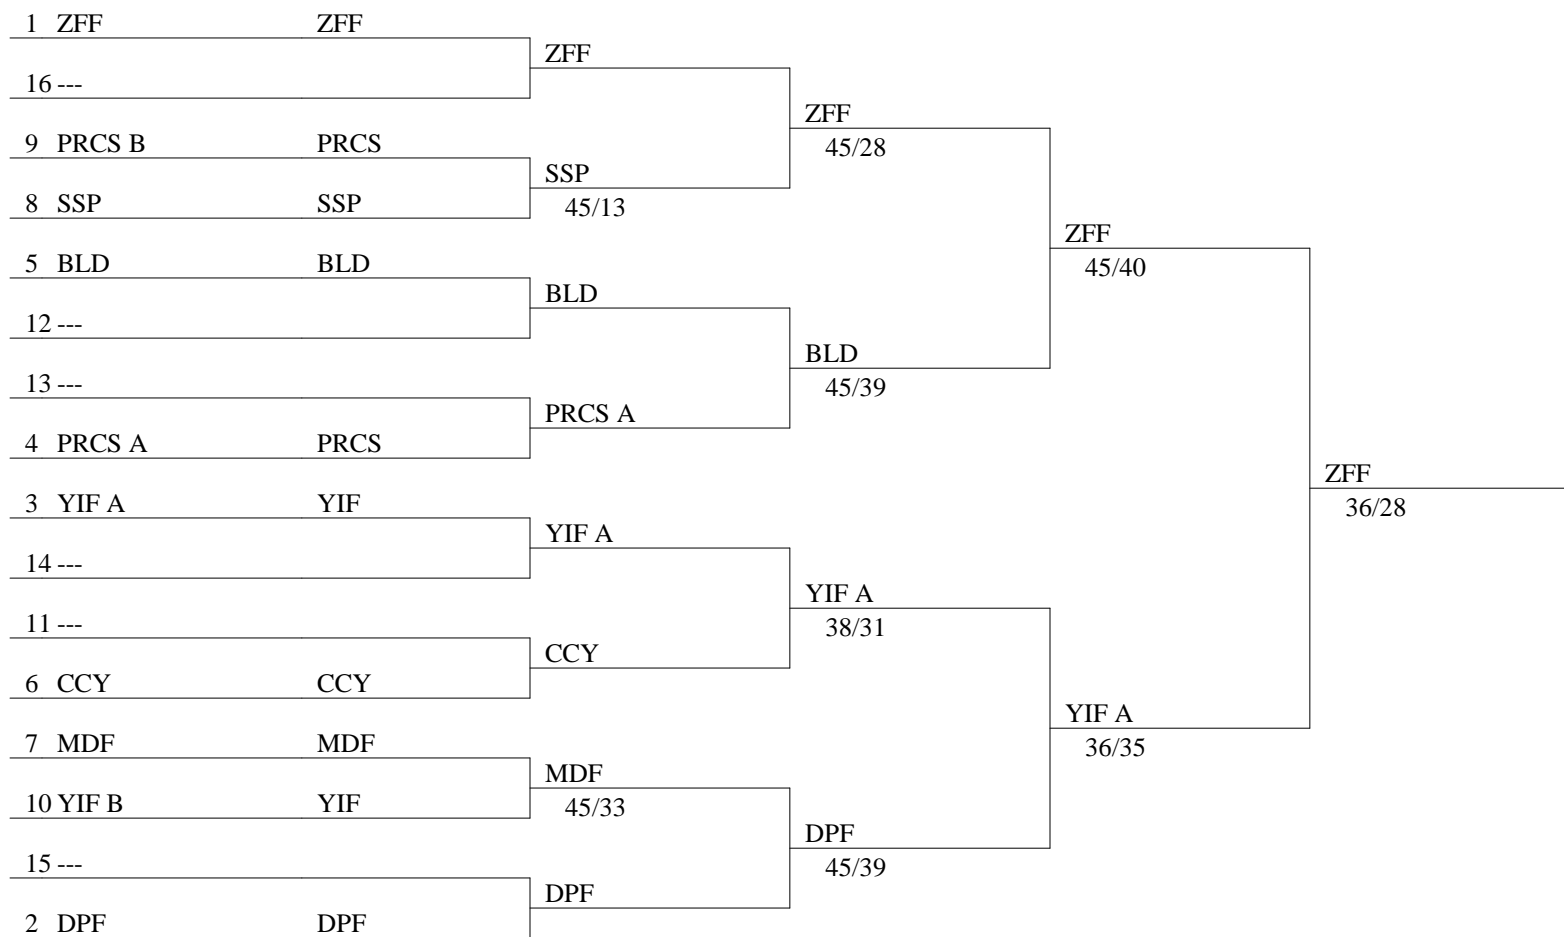 1 ZFF ZFF
ZFF
16 ---
ZFF
45/28
9 PRCS B PRCS
SSP
45/13
8 SSP SSP
ZFF
45/40
5 BLD BLD
BLD
12 ---
BLD
45/39
13 ---
PRCS A
4 PRCS A PRCS
ZFF
36/28
3 YIF A YIF
YIF A
14 ---
YIF A
38/31
11 ---
CCY
6 CCY CCY
YIF A
36/35
7 MDF MDF
MDF
45/33
10 YIF B YIF
DPF
45/39
15 ---
DPF
2 DPF DPF